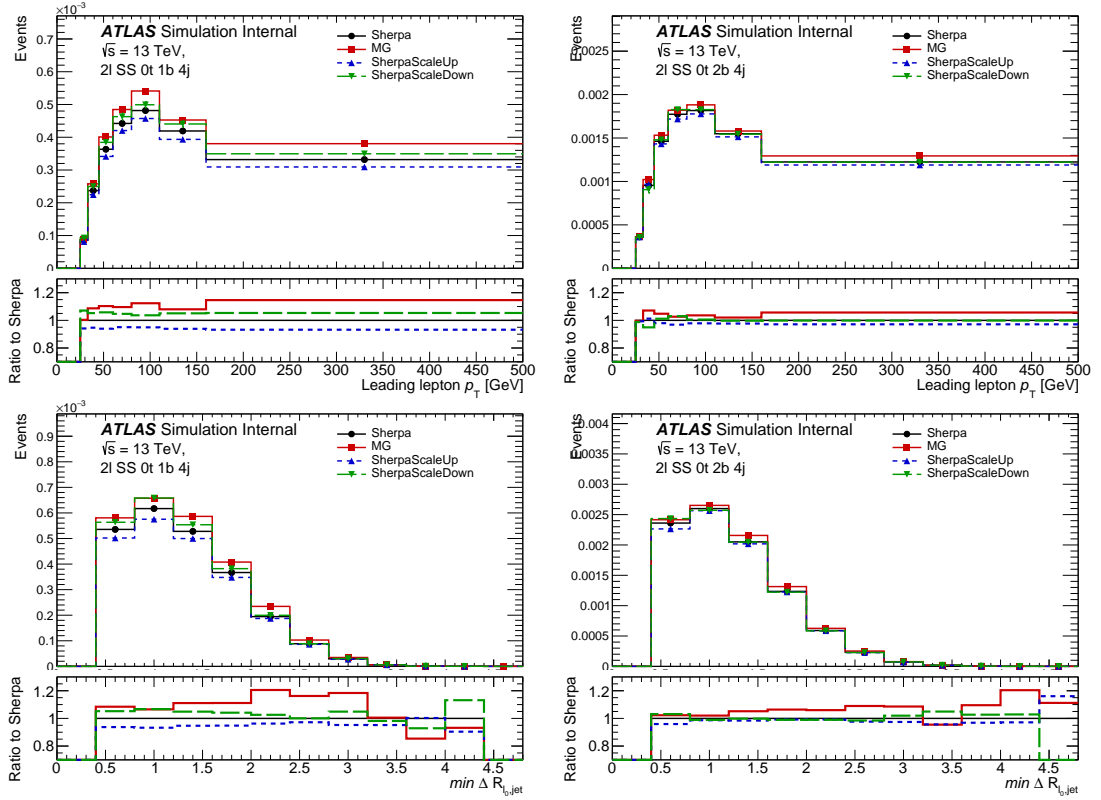 ×10⁻³
Events
0.7
0.6
0.5
0.4
0.3
0.2
0.1
0
ATLAS Simulation Internal
√s = 13 TeV,
2l SS 0t 1b 4j
Sherpa
MG
SherpaScaleUp
SherpaScaleDown
Ratio to Sherpa
1.2
1
0.8
0 50 100 150 200 250 300 350 400 450 500
Leading lepton p_T [GeV]
Events
0.0025
0.002
0.0015
0.001
0.0005
0
ATLAS Simulation Internal
√s = 13 TeV,
2l SS 0t 2b 4j
Sherpa
MG
SherpaScaleUp
SherpaScaleDown
Ratio to Sherpa
1.2
1
0.8
0 50 100 150 200 250 300 350 400 450 500
Leading lepton p_T [GeV]
×10⁻³
Events
0.9
0.8
0.7
0.6
0.5
0.4
0.3
0.2
0.1
0
ATLAS Simulation Internal
√s = 13 TeV,
2l SS 0t 1b 4j
Sherpa
MG
SherpaScaleUp
SherpaScaleDown
Ratio to Sherpa
1.2
1
0.8
0 0.5 1 1.5 2 2.5 3 3.5 4 4.5
min Δ R_l₀,jet
Events
0.004
0.0035
0.003
0.0025
0.002
0.0015
0.001
0.0005
0
ATLAS Simulation Internal
√s = 13 TeV,
2l SS 0t 2b 4j
Sherpa
MG
SherpaScaleUp
SherpaScaleDown
Ratio to Sherpa
1.2
1
0.8
0 0.5 1 1.5 2 2.5 3 3.5 4 4.5
min Δ R_l₀,jet